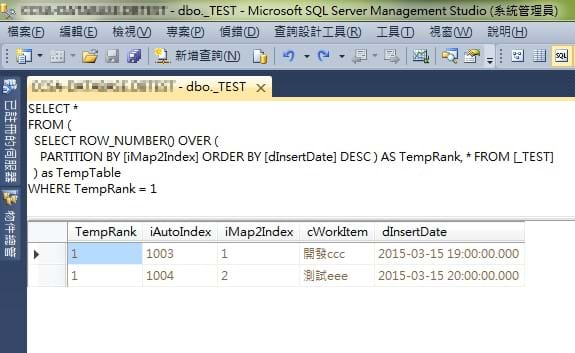 - dbo._TEST - Microsoft SQL Server Management Studio (系統管理員)
檔案(F) 編輯(E) 檢視(V) 專案(P) 偵錯(D) 查詢設計工具(R) 工具(T) 視窗(W) 說明(H)
新增查詢(N)
- dbo._TEST
已註冊的伺服器
物件總管
SELECT *
FROM (
SELECT ROW_NUMBER() OVER (
PARTITION BY [iMap2Index] ORDER BY [dInsertDate] DESC ) AS TempRank, * FROM [_TEST]
) as TempTable
WHERE TempRank = 1
TempRank iAutoIndex iMap2Index cWorkItem dInsertDate
1 1003 1 開發ccc 2015-03-15 19:00:00.000
1 1004 2 測試eee 2015-03-15 20:00:00.000